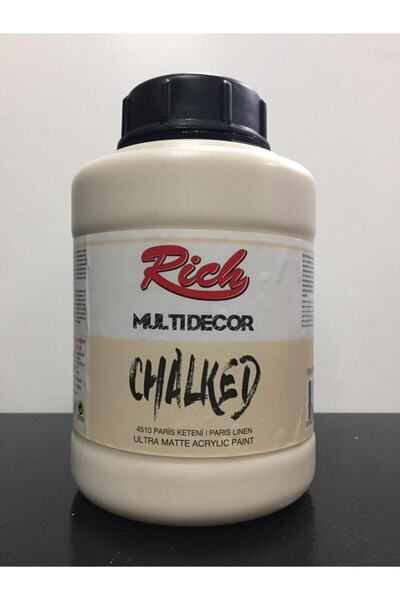 Rich
MULTIDECOR
CHALKED
4510 PARİS KETENİ | PARIS LINEN
ULTRA MATTE ACRYLIC PAINT